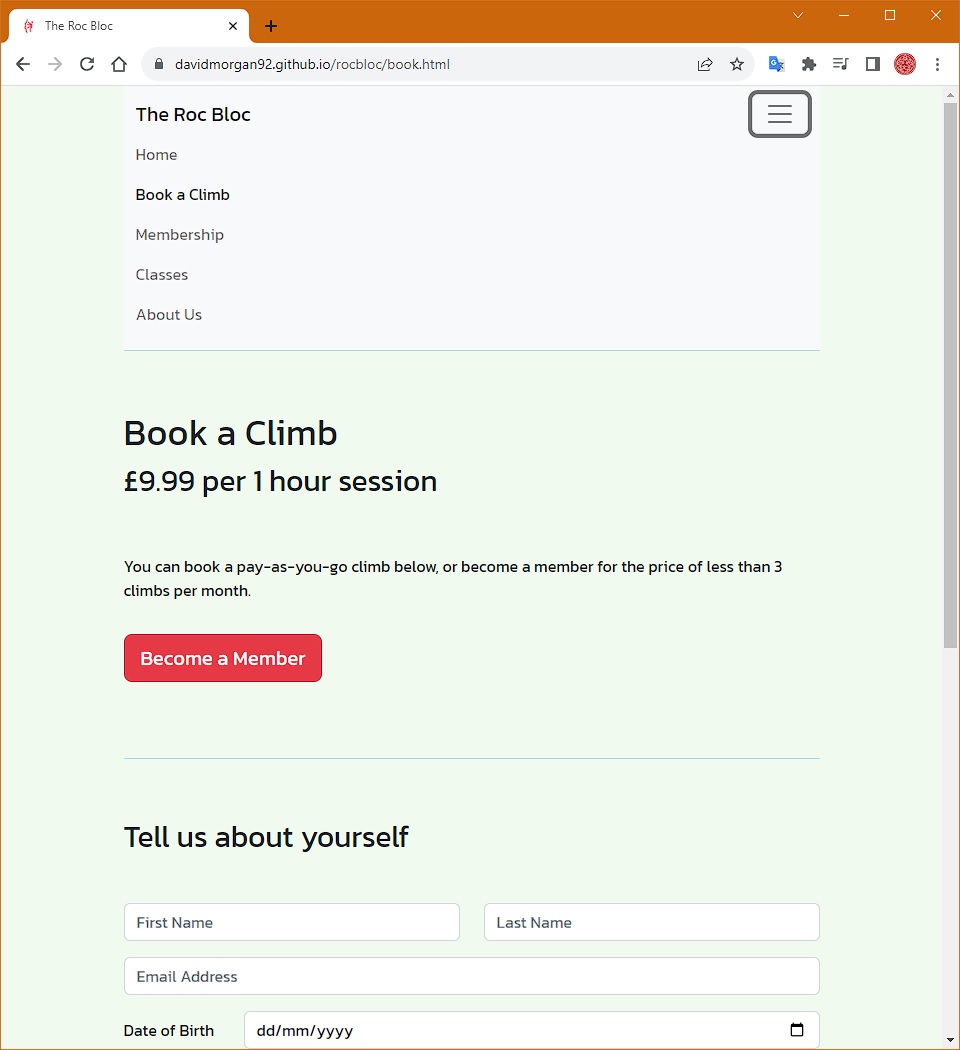 The Roc Bloc
davidmorgan92.github.io/rocbloc/book.html
The Roc Bloc
Home
Book a Climb
Membership
Classes
About Us
Book a Climb
£9.99 per 1 hour session
You can book a pay-as-you-go climb below, or become a member for the price of less than 3
climbs per month.
Become a Member
Tell us about yourself
First Name Last Name
Email Address
Date of Birth dd/mm/yyyy